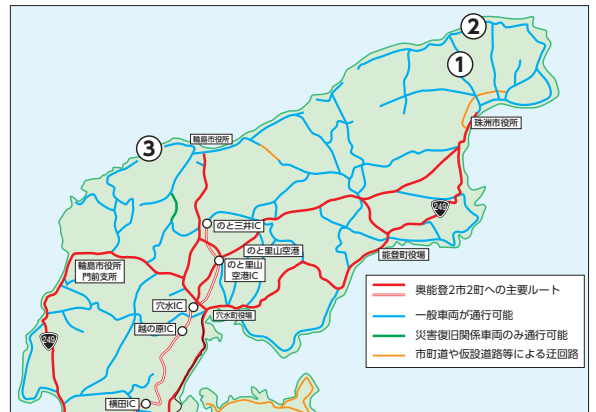 ②
①
珠洲市役所
③
輪島市役所
249
のと三井IC
のと里山空港
能登町役場
のと里山
空港IC
輪島市役所
門前支所
穴水IC
穴水町役場
越の原IC
249
横田IC
奥能登2市2町への主要ルート
一般車両が通行可能
災害復旧関係車両のみ通行可能
市町道や仮設道路等による迂回路